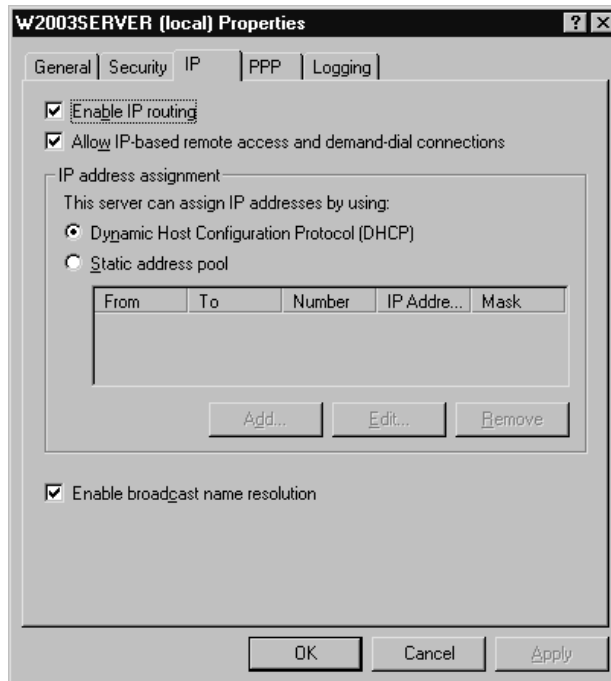 W2003SERVER (local) Properties
General Security IP PPP Logging
Enable IP routing
Allow IP-based remote access and demand-dial connections
IP address assignment
This server can assign IP addresses by using:
Dynamic Host Configuration Protocol (DHCP)
Static address pool
From To Number IP Addre... Mask
Add... Edit... Remove
Enable broadcast name resolution
OK Cancel Apply